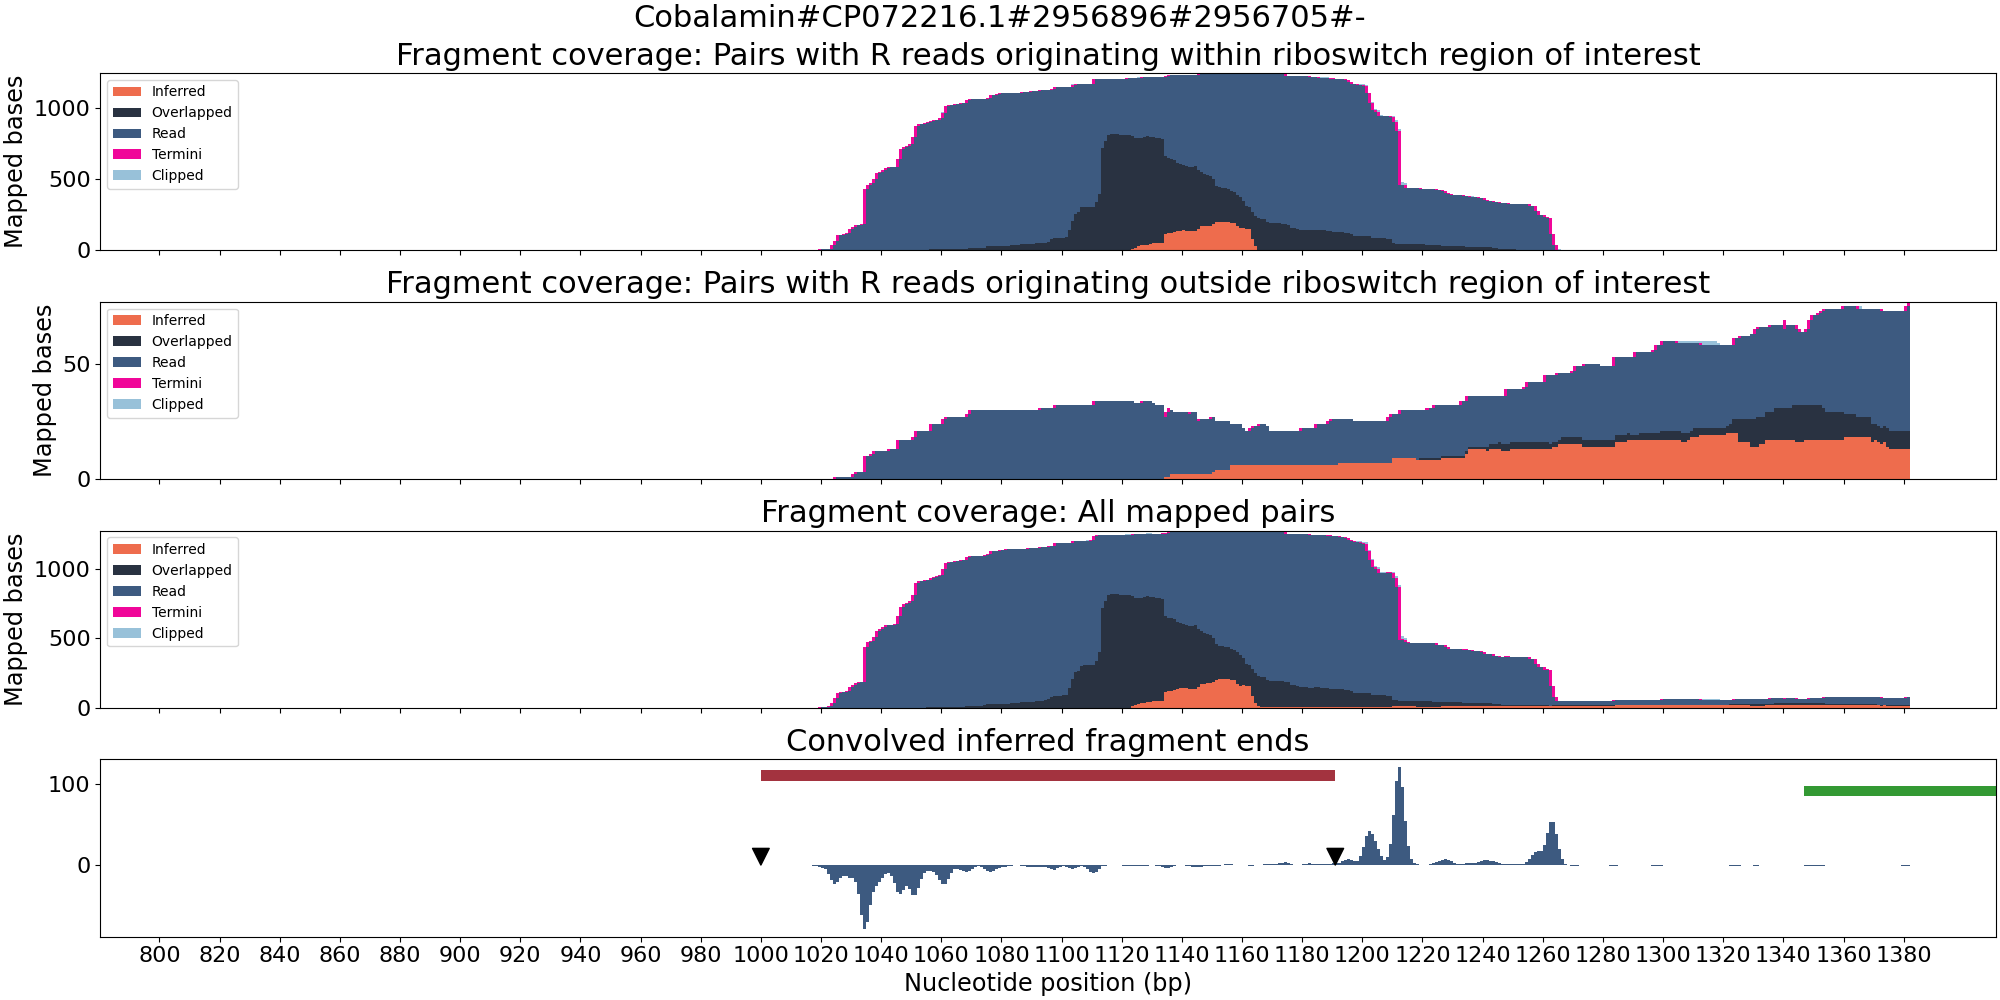 Cobalamin#CP072216.1#2956896#2956705#-
Fragment coverage: Pairs with R reads originating within riboswitch region of interest
Mapped bases
1000
500
0
Inferred
Overlapped
Read
Termini
Clipped
Fragment coverage: Pairs with R reads originating outside riboswitch region of interest
Mapped bases
50
0
Inferred
Overlapped
Read
Termini
Clipped
Fragment coverage: All mapped pairs
Mapped bases
1000
500
0
Inferred
Overlapped
Read
Termini
Clipped
Convolved inferred fragment ends
100
0
800 820 840 860 880 900 920 940 960 980 1000 1020 1040 1060 1080 1100 1120 1140 1160 1180 1200 1220 1240 1260 1280 1300 1320 1340 1360 1380
Nucleotide position (bp)